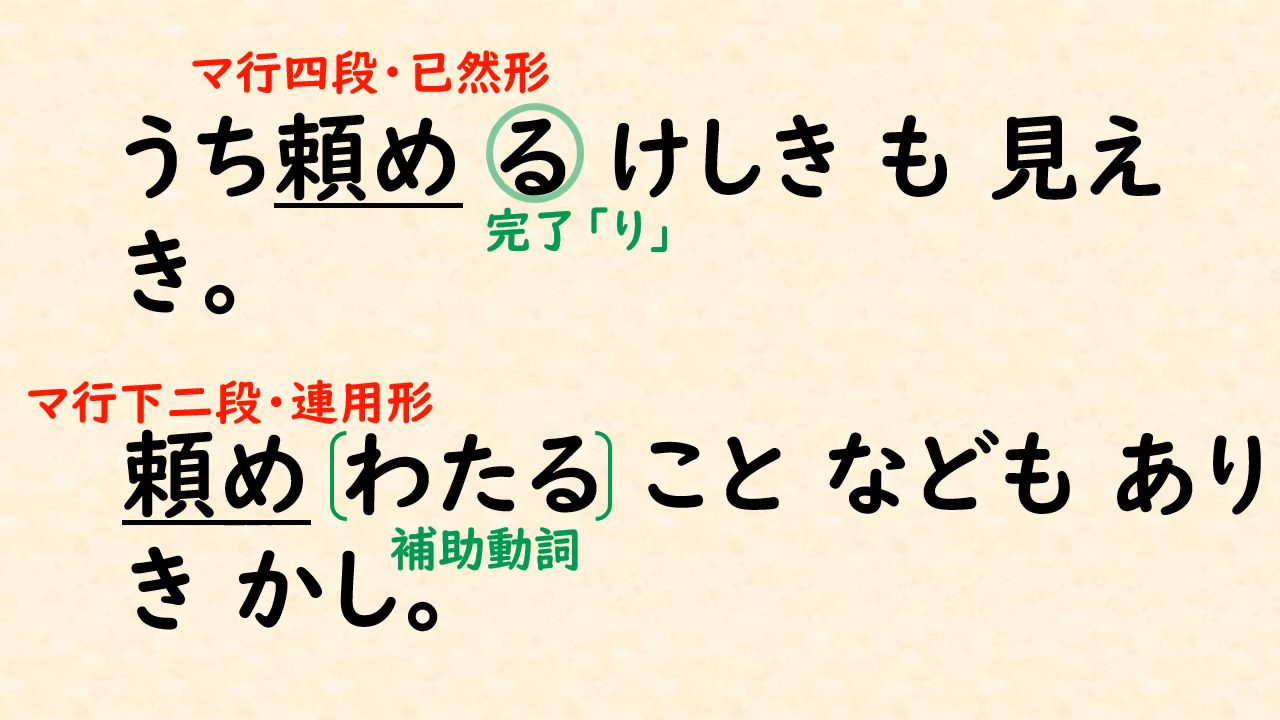 マ行四段・已然形
うち頼め る けしき も 見え
完了「り」
き。
マ行下二段・連用形
頼め〔わたる〕こと など も あり
補助動詞
き かし。